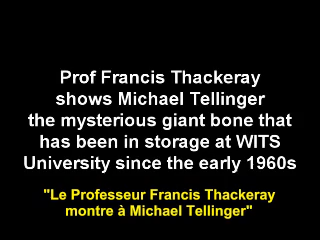 Prof Francis Thackeray
shows Michael Tellinger
the mysterious giant bone that
has been in storage at WITS
University since the early 1960s
"Le Professeur Francis Thackeray
montre à Michael Tellinger"